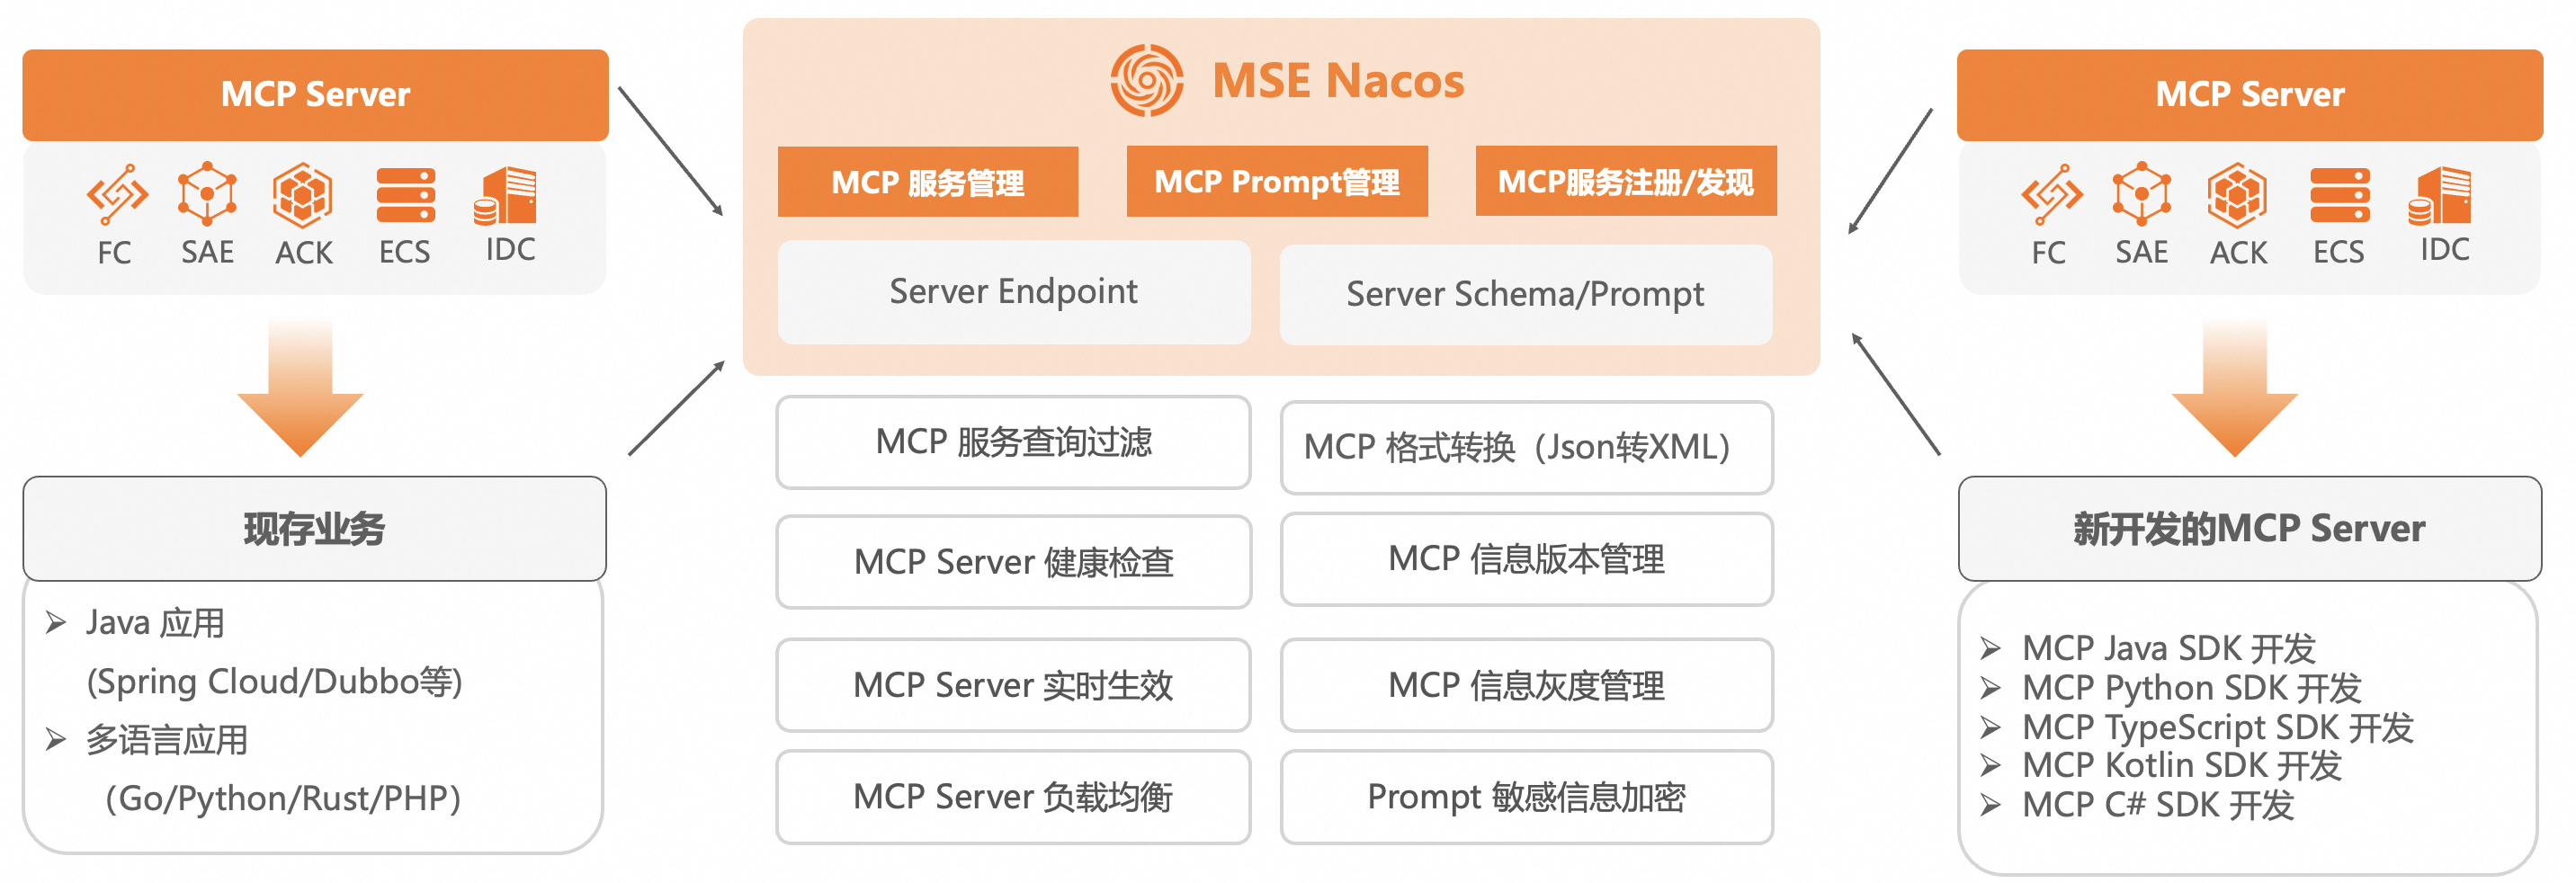 MCP Server
FC
SAE
ACK
ECS
IDC
现存业务
Java 应用
(Spring Cloud/Dubbo等)
多语言应用
（Go/Python/Rust/PHP）
MSE Nacos
MCP 服务管理
MCP Prompt管理
MCP服务注册/发现
Server Endpoint
Server Schema/Prompt
MCP 服务查询过滤
MCP 格式转换（Json转XML）
MCP Server 健康检查
MCP 信息版本管理
MCP Server 实时生效
MCP 信息灰度管理
MCP Server 负载均衡
Prompt 敏感信息加密
MCP Server
FC
SAE
ACK
ECS
IDC
新开发的MCP Server
MCP Java SDK 开发
MCP Python SDK 开发
MCP TypeScript SDK 开发
MCP Kotlin SDK 开发
MCP C# SDK 开发